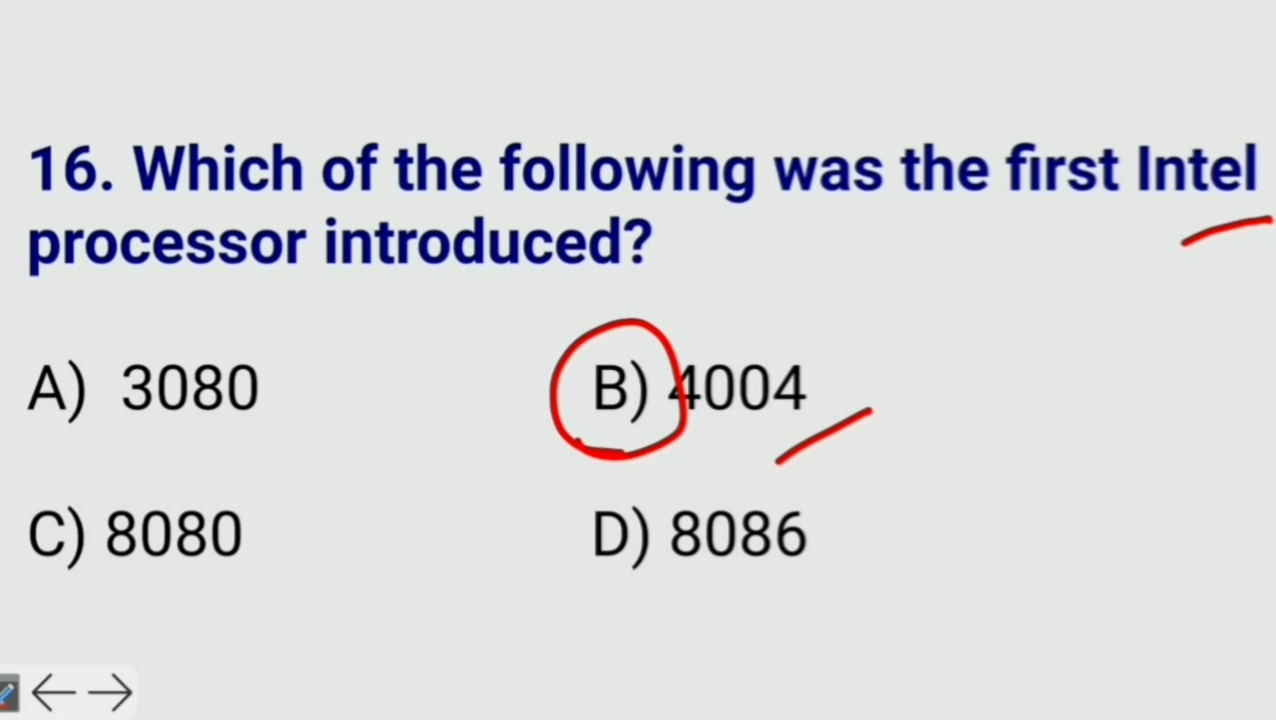 16. Which of the following was the first Intel
processor introduced?
A) 3080
B) 4004
C) 8080
D) 8086